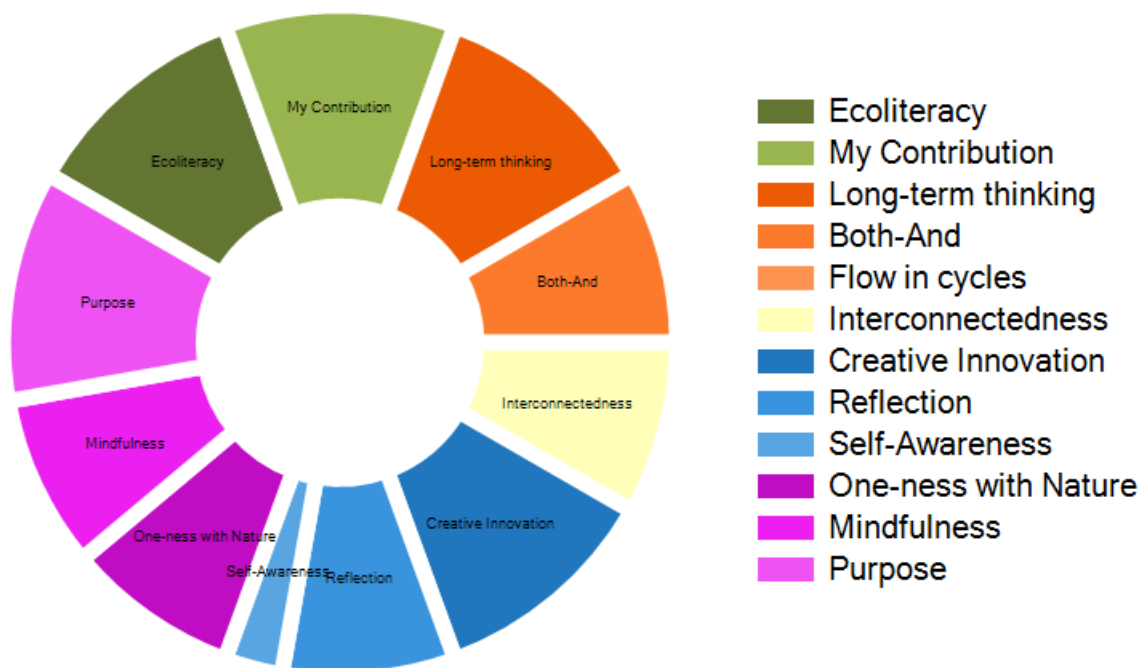 My Contribution
Ecoliteracy
Long-term thinking
Both-And
Purpose
Interconnectedness
Mindfulness
Creative Innovation
One-ness with Nature
Self-Awareness
Reflection
Ecoliteracy
My Contribution
Long-term thinking
Both-And
Flow in cycles
Interconnectedness
Creative Innovation
Reflection
Self-Awareness
One-ness with Nature
Mindfulness
Purpose